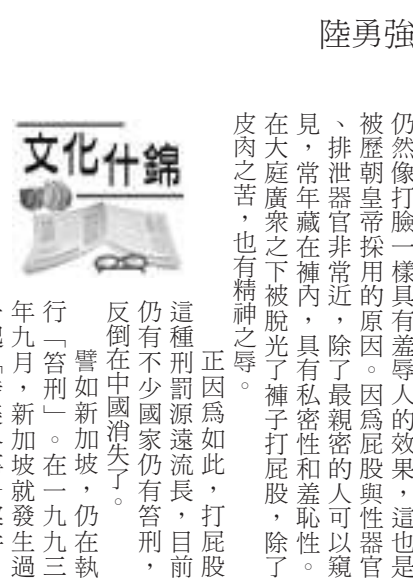 陸勇強
仍然像打臉一樣具有羞辱人的效果，這也是
被歷朝皇帝採用的原因。因爲屁股與性器官
、排泄器官非常近，除了最親密的人可以窺
見，常年藏在褲內，具有私密性和羞恥性。
在大庭廣衆之下被脫光了褲子打屁股，除了
皮肉之苦，也有精神之辱。
文化什錦
正因爲如此，打屁股
這種刑罰源遠流長，目前
仍有不少國家仍有笞刑，
反倒在中國消失了。
譬如新加坡，仍在執
行「笞刑」。在一九九三
年九月，新加坡就發生過